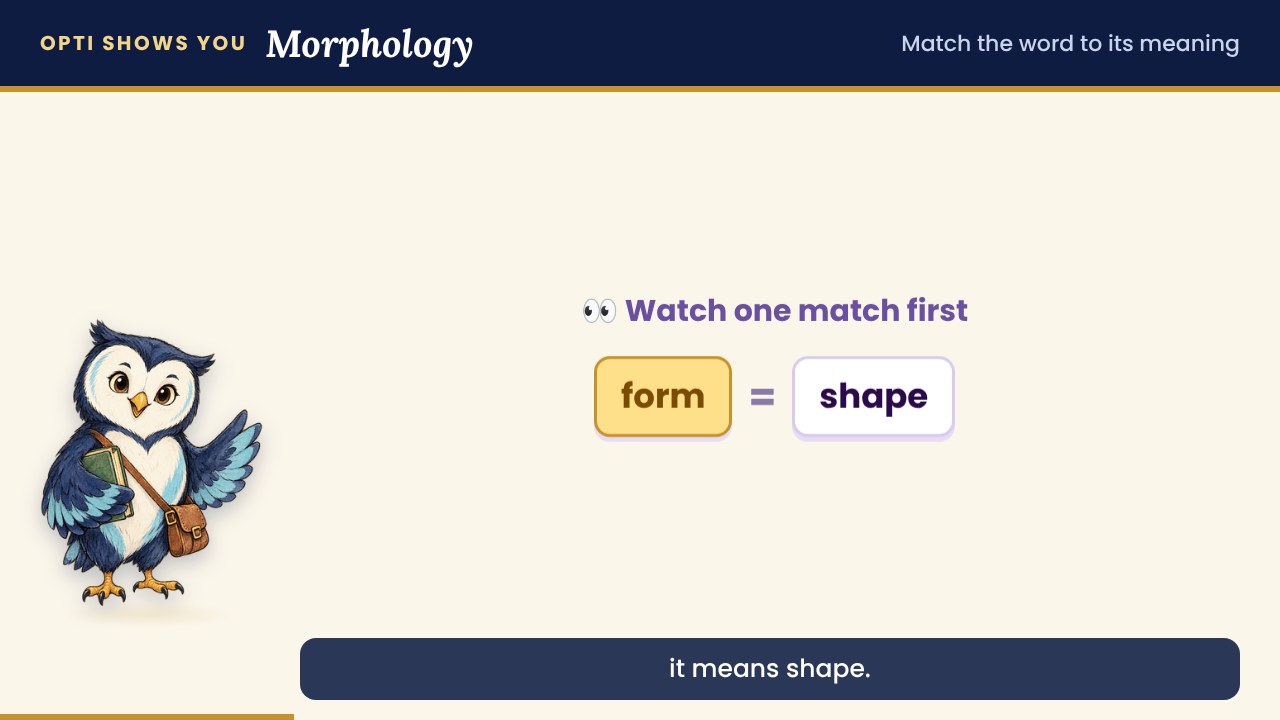 OPTI SHOWS YOU Morphology
Match the word to its meaning
👀 Watch one match first
form = shape
it means shape.